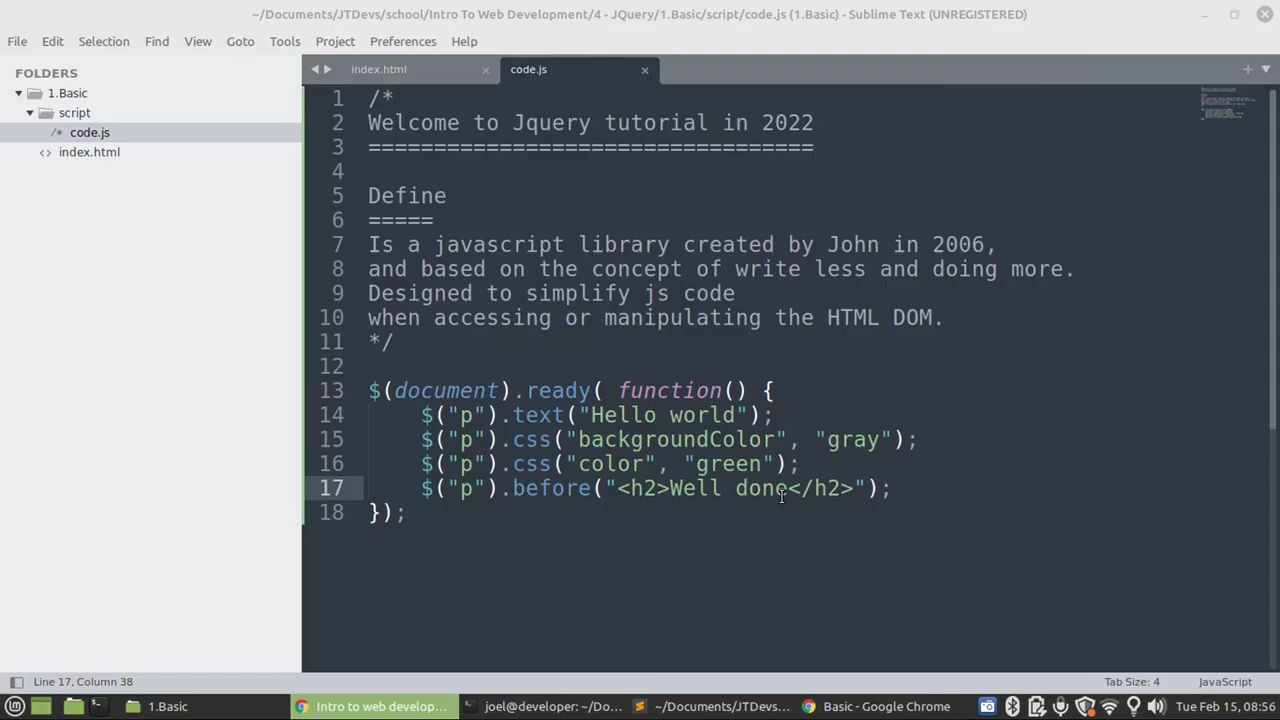 ~/Documents/JTDevs/school/Intro To Web Development/4 - JQuery/1.Basic/script/code.js (1.Basic) - Sublime Text (UNREGISTERED)
File Edit Selection Find View Goto Tools Project Preferences Help
FOLDERS
1.Basic
script
/* code.js
<> index.html
index.html
code.js
1 /*
2 Welcome to Jquery tutorial in 2022
3 ==================================
4
5 Define
6 =====
7 Is a javascript library created by John in 2006,
8 and based on the concept of write less and doing more.
9 Designed to simplify js code
10 when accessing or manipulating the HTML DOM.
11 */
12
13 $(document).ready( function() {
14 $("p").text("Hello world");
15 $("p").css("backgroundColor", "gray");
16 $("p").css("color", "green");
17 $("p").before("<h2>Well done</h2>");
18 });
Line 17, Column 38
Tab Size: 4
JavaScript
1.Basic
Intro to web develop...
joel@developer: ~/Do...
~/Documents/JTDevs...
Basic - Google Chrome
Tue Feb 15, 08:56